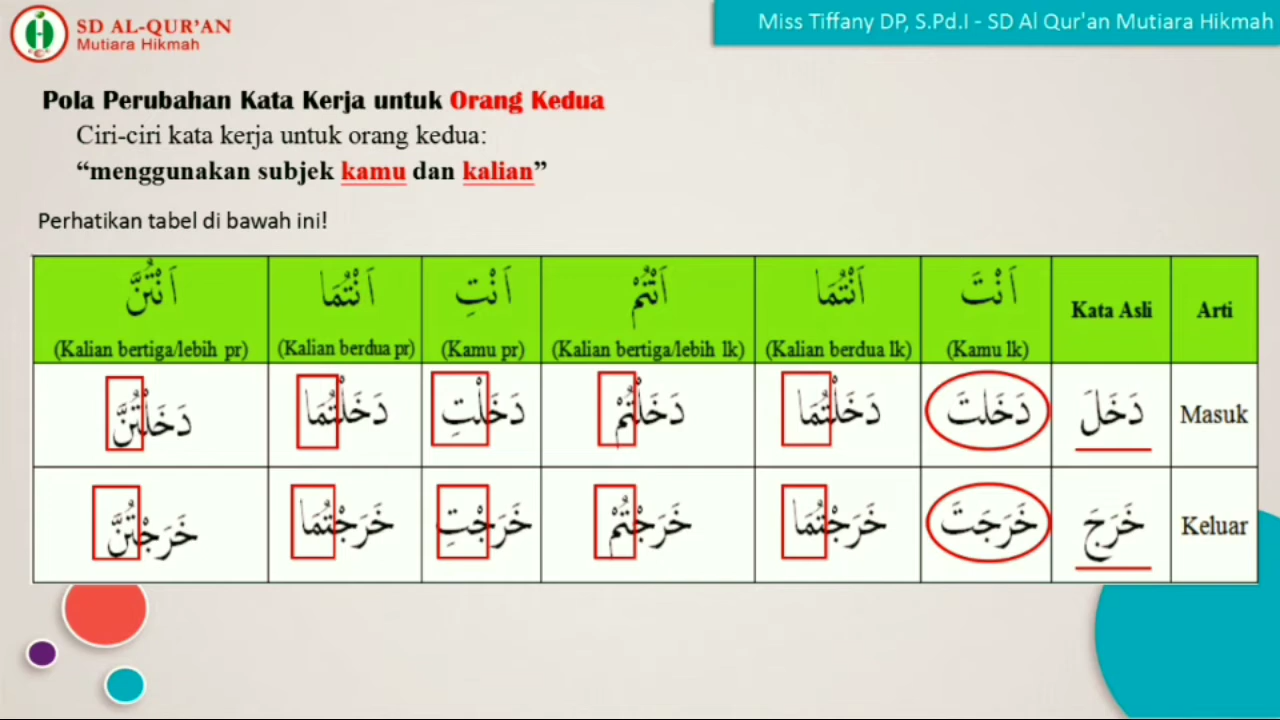 SD AL-QUR'AN
Mutiara Hikmah
Miss Tiffany DP, S.Pd.I - SD Al Qur'an Mutiara Hikmah
Pola Perubahan Kata Kerja untuk Orang Kedua
Ciri-ciri kata kerja untuk orang kedua:
“menggunakan subjek kamu dan kalian”
Perhatikan tabel di bawah ini!
اَنْتُنَّ اَنْتُمَا اَنْتِ اَنْتُمْ اَنْتُمَا اَنْتَ Kata Asli Arti
(Kalian bertiga/lebih pr) (Kalian berdua pr) (Kamu pr) (Kalian bertiga/lebih lk) (Kalian berdua lk) (Kamu lk)
دَخَلْتُنَّ دَخَلْتُمَا دَخَلْتِ دَخَلْتُمْ دَخَلْتُمَا دَخَلتَ دَخَلَ Masuk
خَرَجْتُنَّ خَرَجْتُمَا خَرَجْتِ خَرَجْتُمْ خَرَجْتُمَا خَرَجَتَ خَرَجَ Keluar